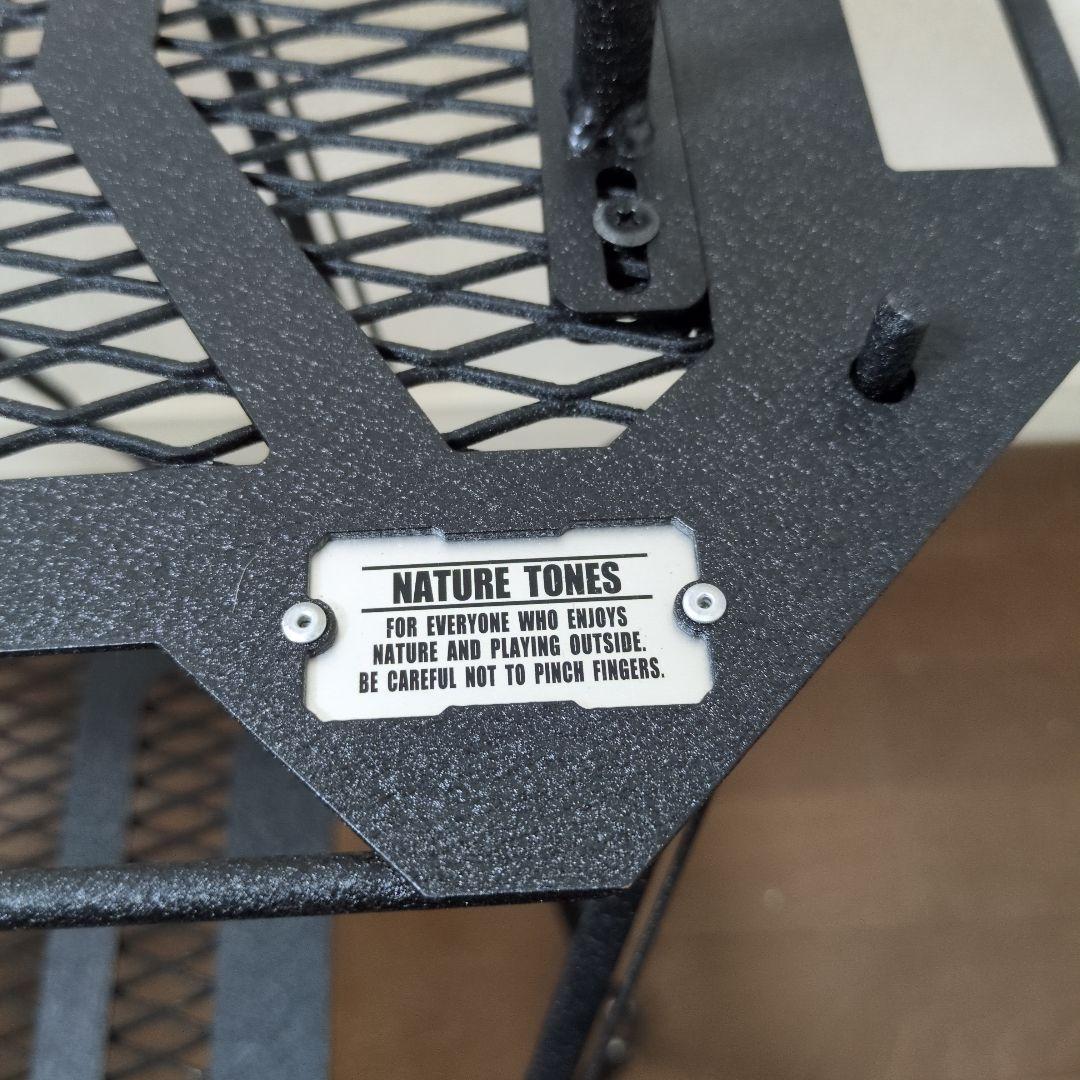 NATURE TONES
FOR EVERYONE WHO ENJOYS
NATURE AND PLAYING OUTSIDE.
BE CAREFUL NOT TO PINCH FINGERS.